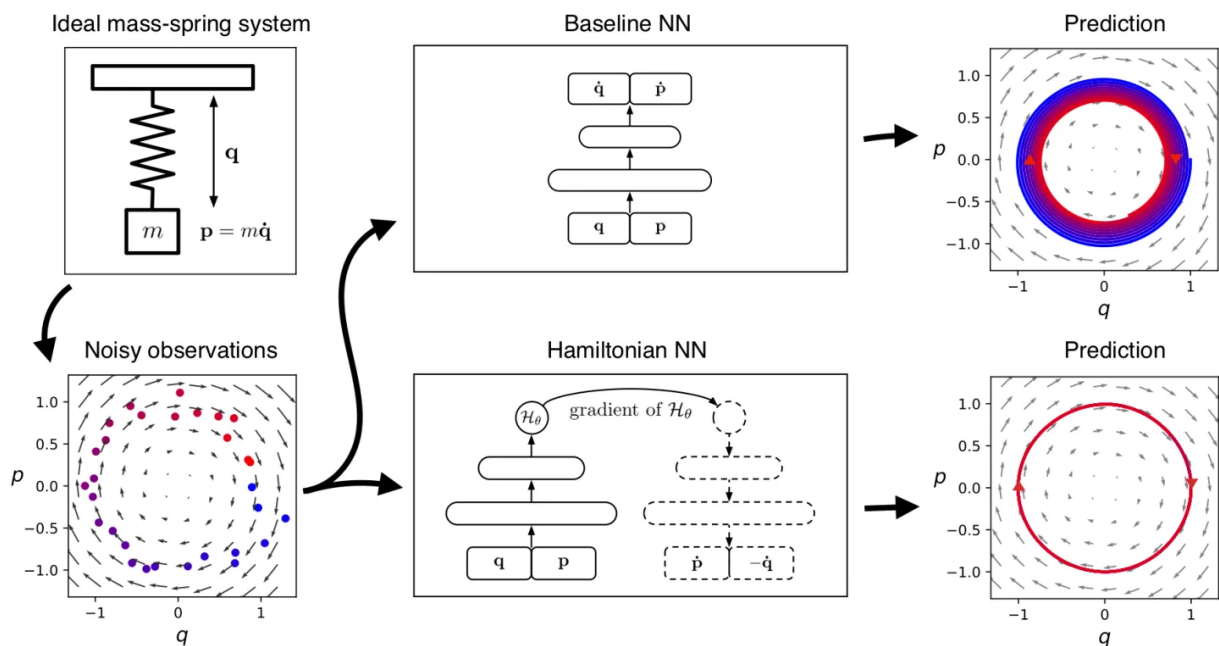 Ideal mass-spring system
q
m
p = mq̇
Baseline NN
q̇ ṗ
q p
Prediction
p
1.0
0.5
0.0
−0.5
−1.0
−1 0 1
q
Noisy observations
p
1.0
0.5
0.0
−0.5
−1.0
−1 0 1
q
Hamiltonian NN
ℋθ
gradient of ℋθ
q p
ṗ −q̇
Prediction
p
1.0
0.5
0.0
−0.5
−1.0
−1 0 1
q